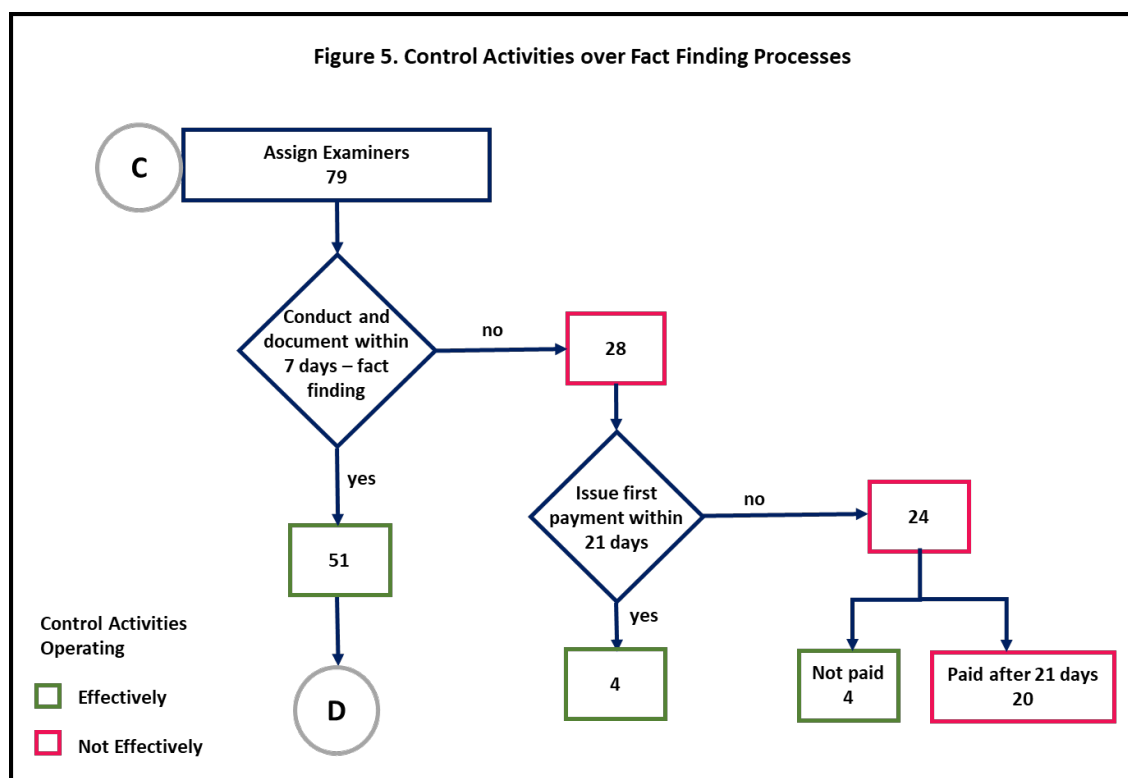 Figure 5. Control Activities over Fact Finding Processes
C
Assign Examiners
79
Conduct and
document within
7 days – fact
finding
no
28
yes
Issue first
payment within
21 days
no
24
51
yes
Control Activities
Operating
Effectively
Not Effectively
D
4
Not paid
4
Paid after 21 days
20